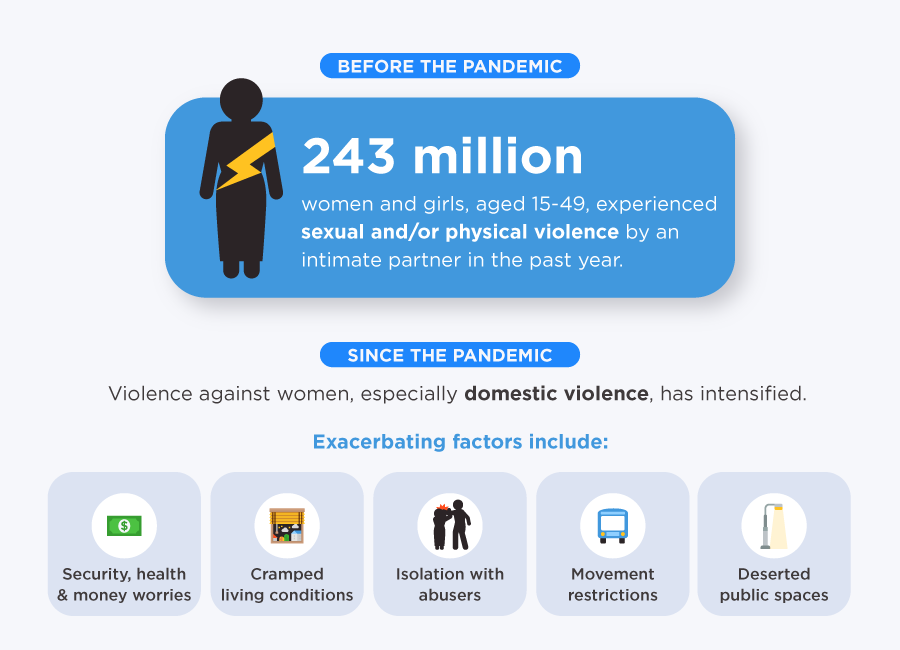 BEFORE THE PANDEMIC
243 million
women and girls, aged 15-49, experienced
sexual and/or physical violence by an
intimate partner in the past year.
SINCE THE PANDEMIC
Violence against women, especially domestic violence, has intensified.
Exacerbating factors include:
$
Security, health
& money worries
Cramped
living conditions
Isolation with
abusers
Movement
restrictions
Deserted
public spaces